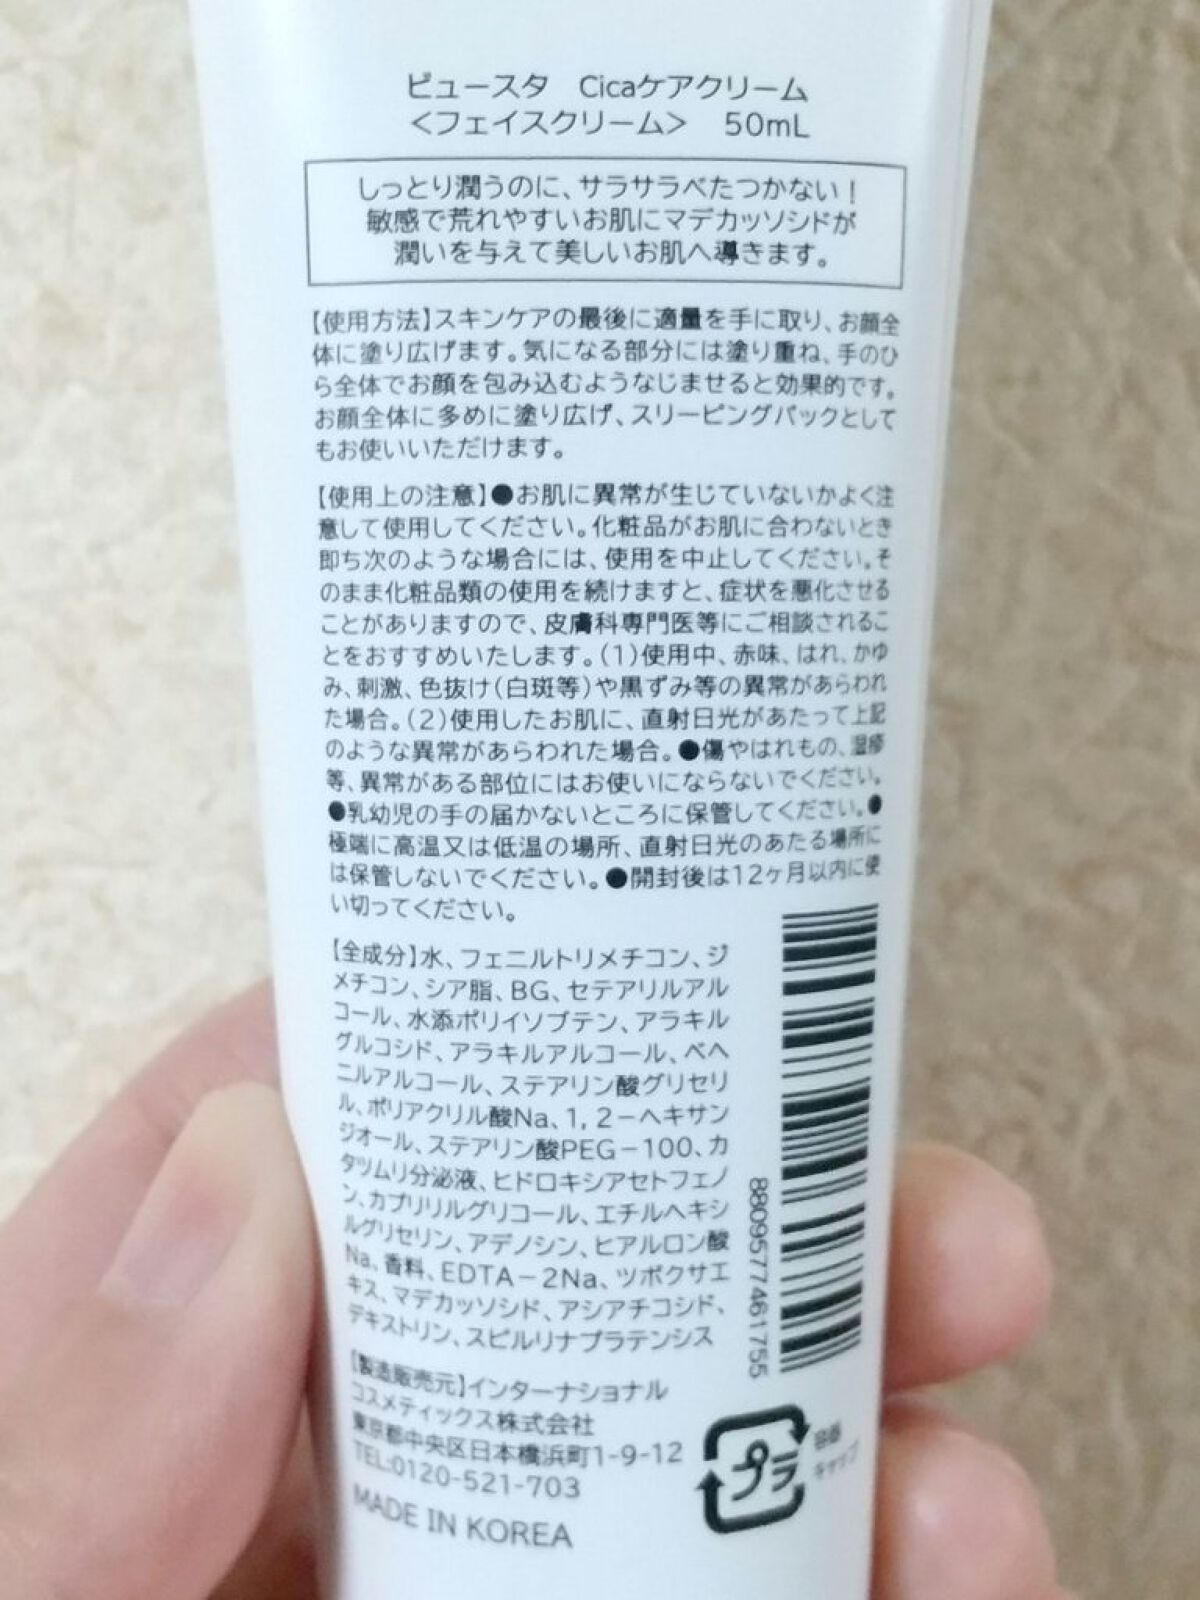 ビュースタ　Cicaケアクリーム
＜フェイスクリーム＞　50mL
しっとり潤うのに、サラサラべたつかない！
敏感で荒れやすいお肌にマデカッソシドが
潤いを与えて美しいお肌へ導きます。
【使用方法】スキンケアの最後に適量を手に取り、お顔全
体に塗り広げます。気になる部分には塗り重ね、手のひ
ら全体でお顔を包み込むようなじませると効果的です。
お顔全体に多めに塗り広げ、スリーピングパックとして
もお使いいただけます。
【使用上の注意】●お肌に異常が生じていないかよく注
意して使用してください。化粧品がお肌に合わないとき
即ち次のような場合には、使用を中止してください。そ
のまま化粧品類の使用を続けますと、症状を悪化させる
ことがありますので、皮膚科専門医等にご相談されるこ
とをおすすめいたします。（1）使用中、赤味、はれ、かゆ
み、刺激、色抜け（白斑等）や黒ずみ等の異常があらわれ
た場合。（2）使用したお肌に、直射日光があたって上記
のような異常があらわれた場合。●傷やはれもの、湿疹
等、異常がある部位にはお使いにならないでください。
●乳幼児の手の届かないところに保管してください。●
極端に高温又は低温の場所、直射日光のあたる場所に
は保管しないでください。●開封後は12ヶ月以内に使
い切ってください。
【全成分】水、フェニルトリメチコン、ジ
メチコン、シア脂、BG、セテアリルアル
コール、水添ポリイソブテン、アラキル
グルコシド、アラキルアルコール、ベヘ
ニルアルコール、ステアリン酸グリセリ
ル、ポリアクリル酸Na、1，2－ヘキサン
ジオール、ステアリン酸PEG－100、カ
タツムリ分泌液、ヒドロキシアセトフェノ
ン、カプリリルグリコール、エチルヘキシ
ルグリセリン、アデノシン、ヒアルロン酸
Na、香料、EDTA－2Na、ツボクサエ
キス、マデカッソシド、アシアチコシド、
デキストリン、スピルリナプラテンシス
8809577461755
【製造販売元】インターナショナル
コスメティックス株式会社
東京都中央区日本橋浜町1-9-12
TEL:0120-521-703
MADE IN KOREA
プラ
容器
キャップ